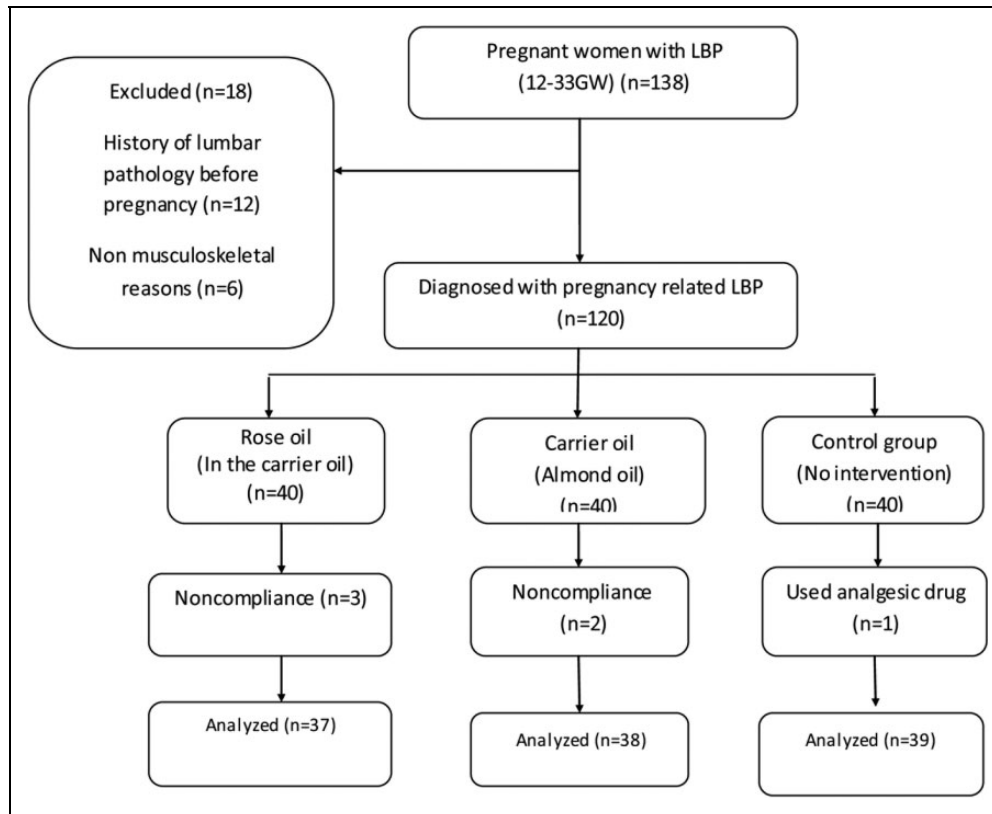 Pregnant women with LBP
(12-33GW) (n=138)
Excluded (n=18)
History of lumbar
pathology before
pregnancy (n=12)
Non musculoskeletal
reasons (n=6)
Diagnosed with pregnancy related LBP
(n=120)
Rose oil
(In the carrier oil)
(n=40)
Carrier oil
(Almond oil)
(n=40)
Control group
(No intervention)
(n=40)
Noncompliance (n=3)
Noncompliance
(n=2)
Used analgesic drug
(n=1)
Analyzed (n=37)
Analyzed (n=38)
Analyzed (n=39)